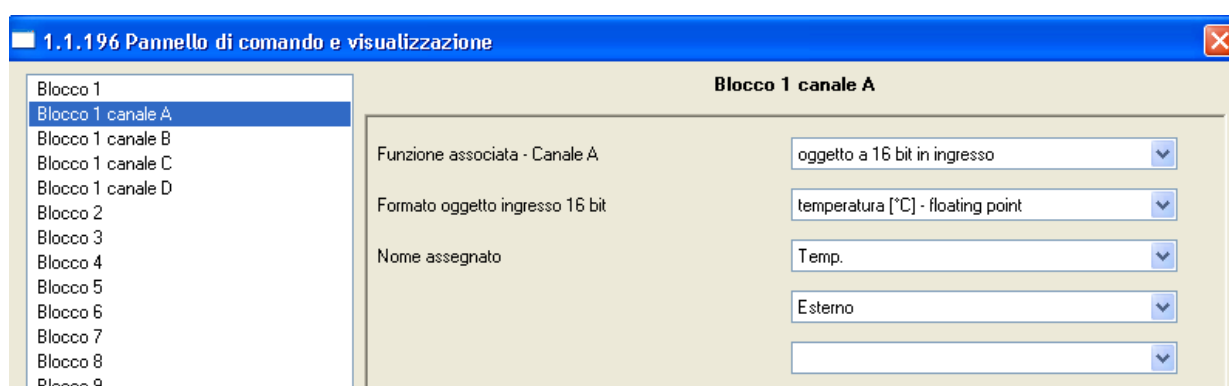 1.1.196 Pannello di comando e visualizzazione
Blocco 1
Blocco 1 canale A
Blocco 1 canale B
Blocco 1 canale C
Blocco 1 canale D
Blocco 2
Blocco 3
Blocco 4
Blocco 5
Blocco 6
Blocco 7
Blocco 8
Blocco 9
Blocco 1 canale A
Funzione associata - Canale A
oggetto a 16 bit in ingresso
Formato oggetto ingresso 16 bit
temperatura [°C] - floating point
Nome assegnato
Temp.
Esterno